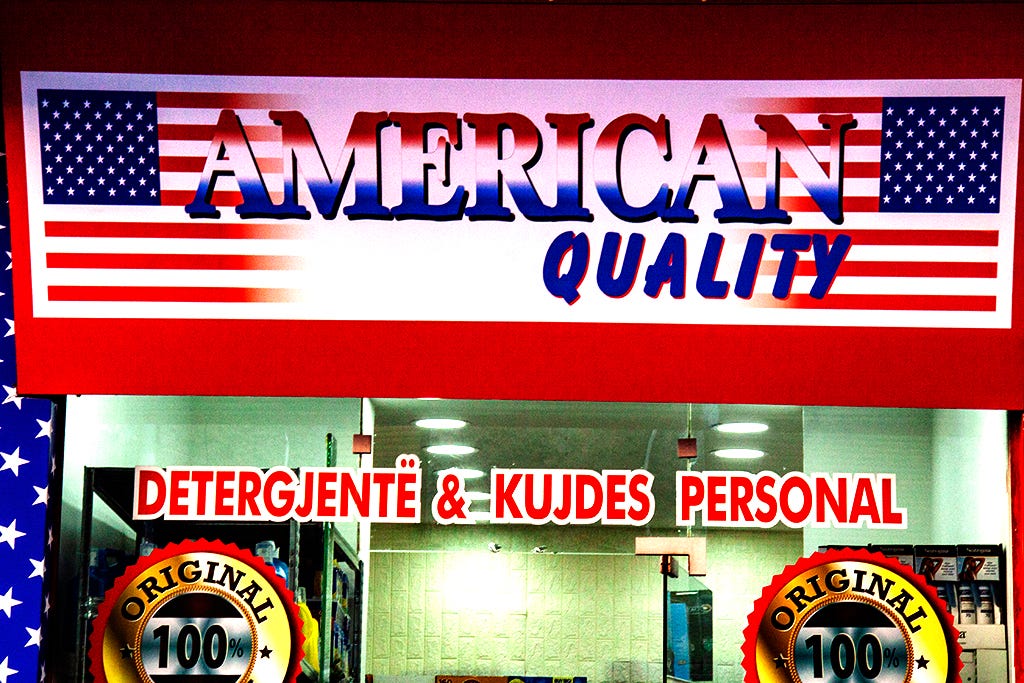 AMERICAN
QUALITY
DETERGJENTË & KUJDES PERSONAL
ORIGINAL
100%
ORIGINAL
100%